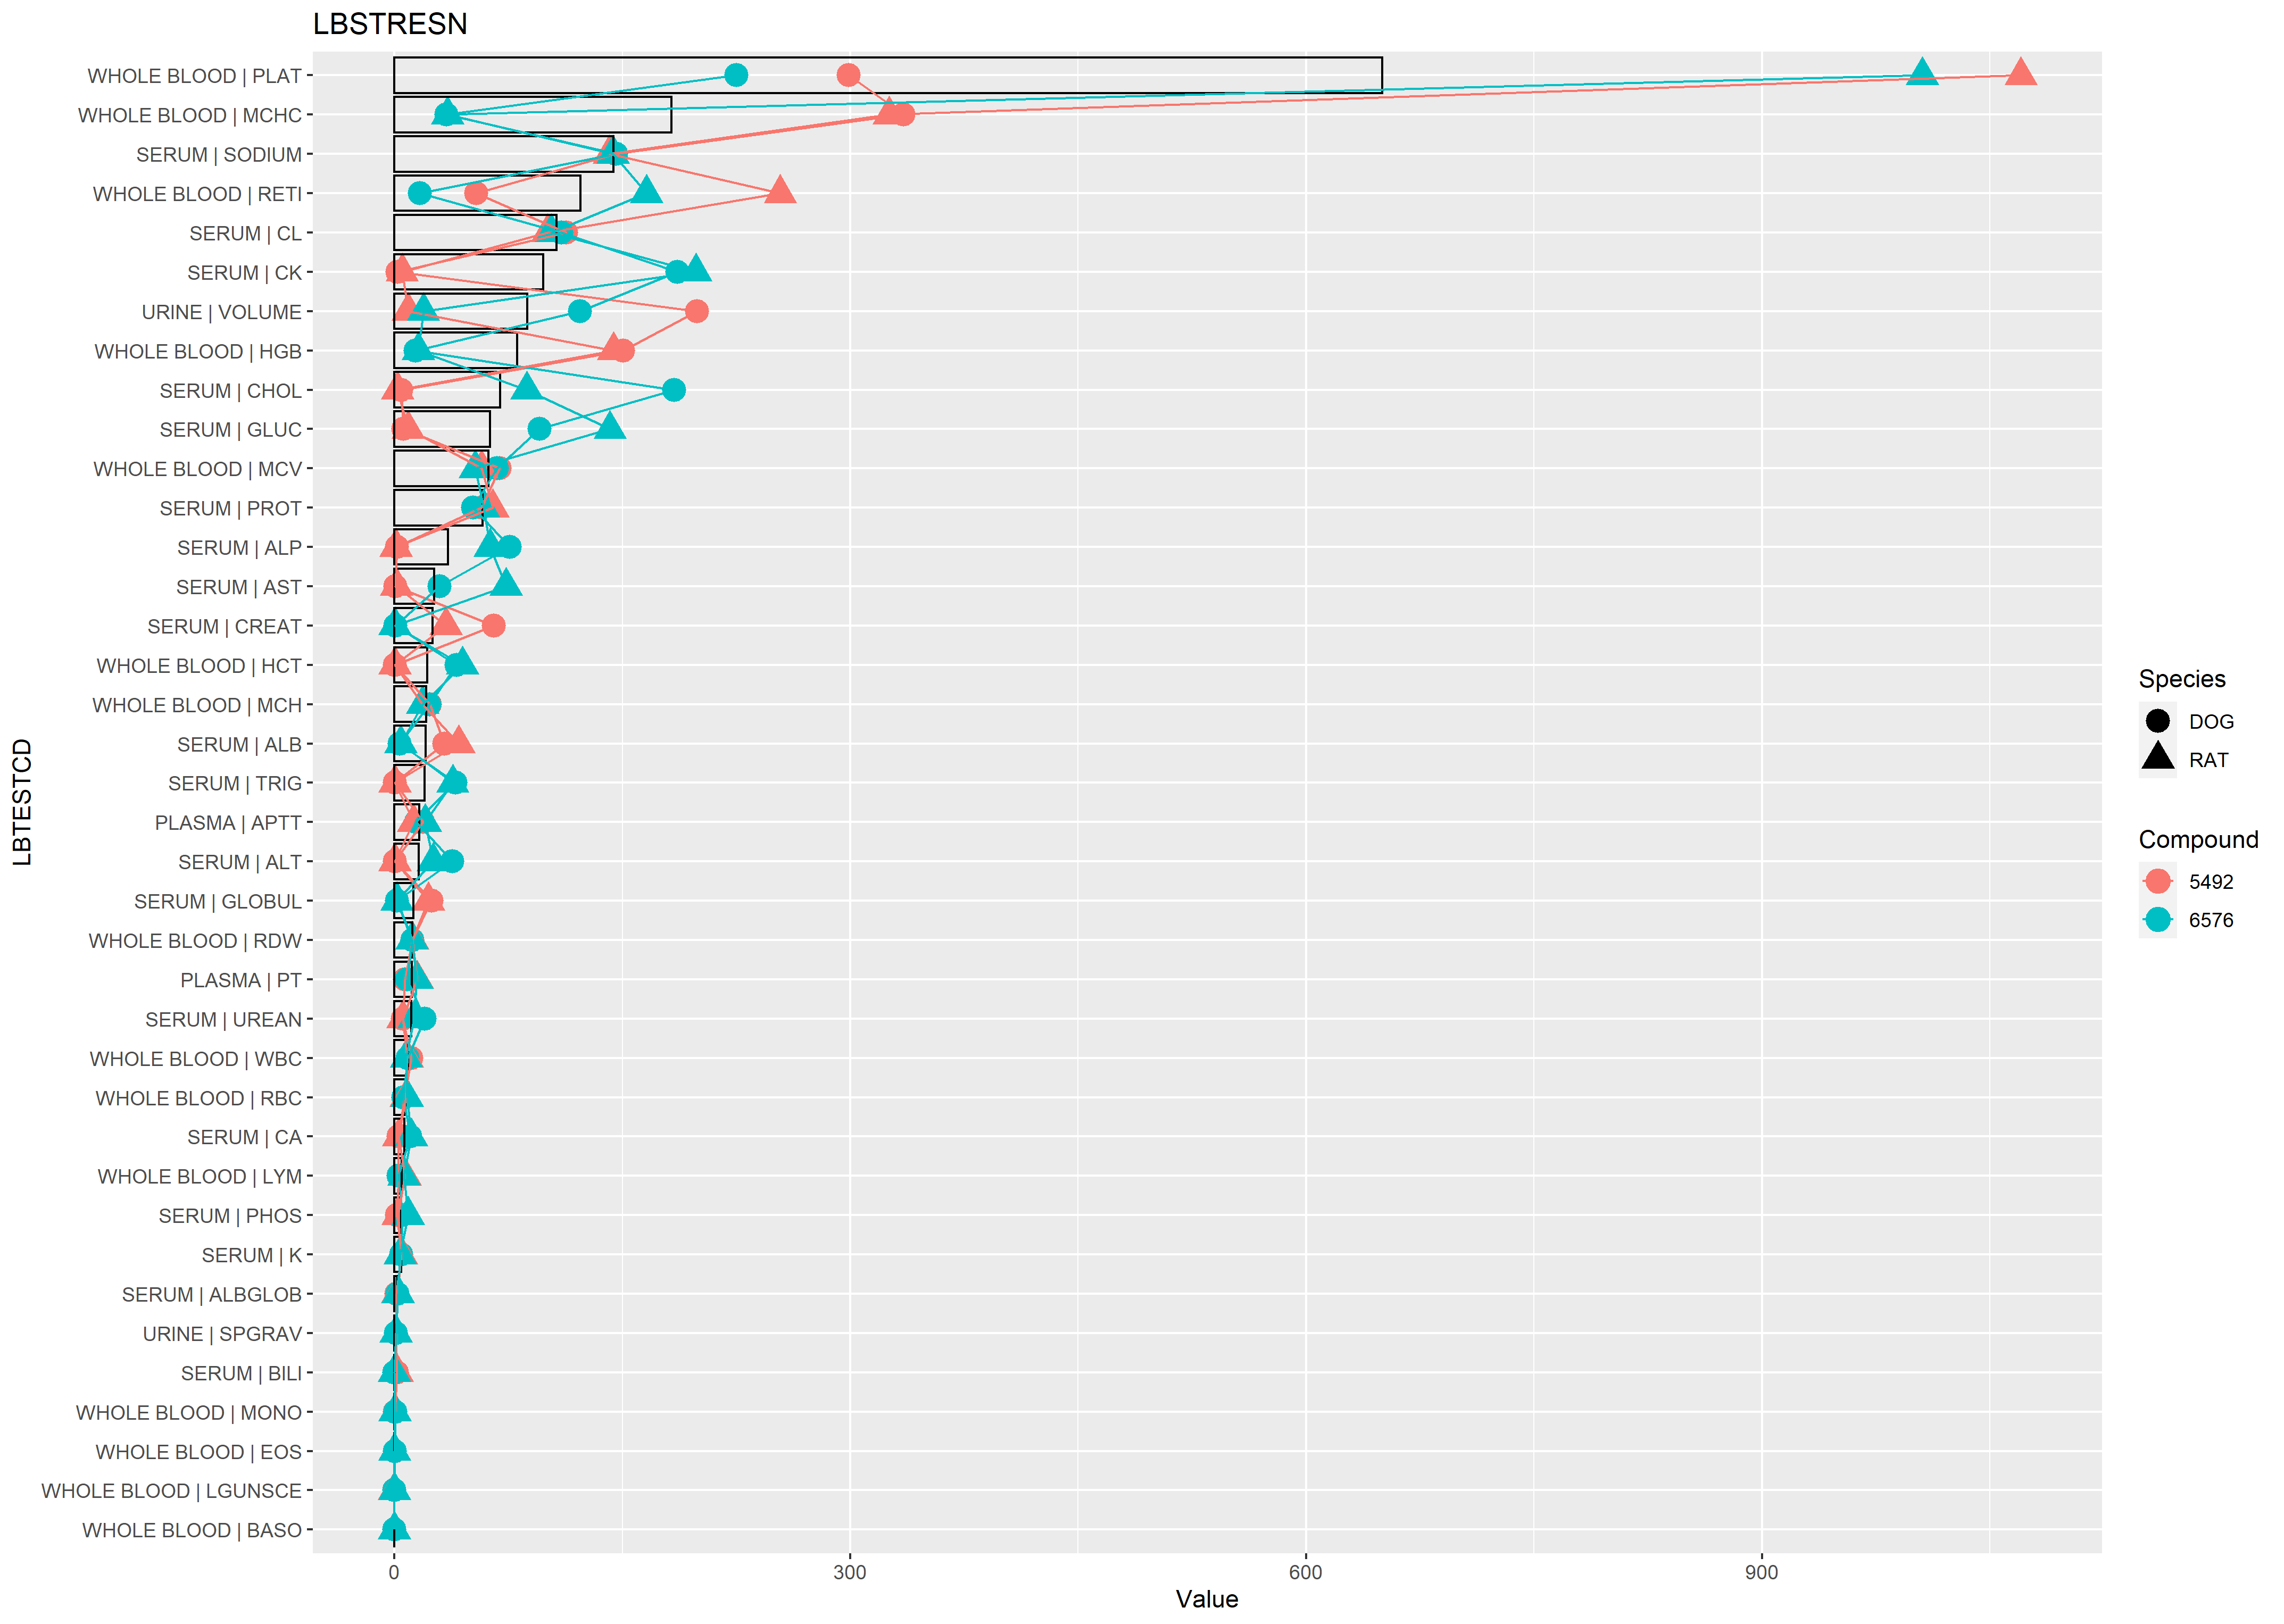 LBSTRESN
WHOLE BLOOD | PLAT
WHOLE BLOOD | MCHC
SERUM | SODIUM
WHOLE BLOOD | RETI
SERUM | CL
SERUM | CK
URINE | VOLUME
WHOLE BLOOD | HGB
SERUM | CHOL
SERUM | GLUC
WHOLE BLOOD | MCV
SERUM | PROT
SERUM | ALP
SERUM | AST
SERUM | CREAT
WHOLE BLOOD | HCT
WHOLE BLOOD | MCH
SERUM | ALB
SERUM | TRIG
PLASMA | APTT
SERUM | ALT
SERUM | GLOBUL
WHOLE BLOOD | RDW
PLASMA | PT
SERUM | UREAN
WHOLE BLOOD | WBC
WHOLE BLOOD | RBC
SERUM | CA
WHOLE BLOOD | LYM
SERUM | PHOS
SERUM | K
SERUM | ALBGLOB
URINE | SPGRAV
SERUM | BILI
WHOLE BLOOD | MONO
WHOLE BLOOD | EOS
WHOLE BLOOD | LGUNSCE
WHOLE BLOOD | BASO
LBTESTCD
0 300 600 900
Value
Species
DOG
RAT
Compound
5492
6576